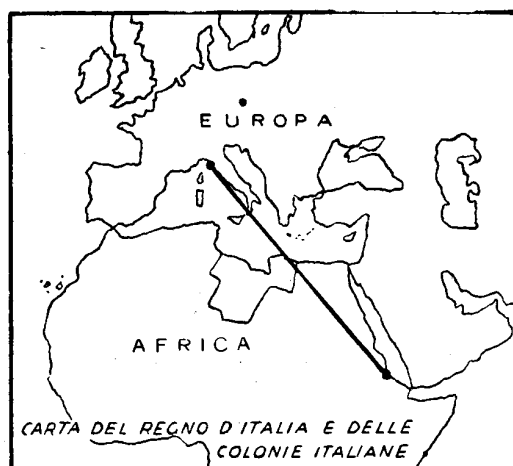 EUROPA
AFRICA
CARTA DEL REGNO D'ITALIA E DELLE
COLONIE ITALIANE